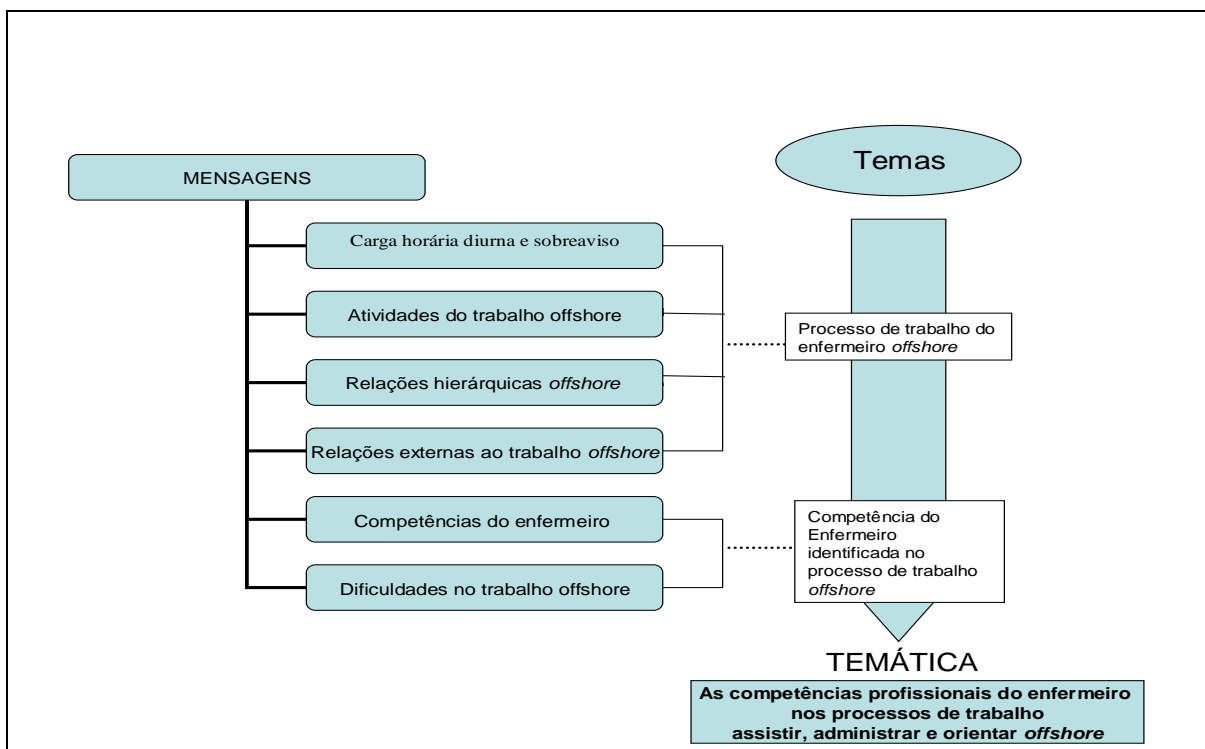 MENSAGENS
Carga horária diurna e sobreaviso
Atividades do trabalho offshore
Relações hierárquicas offshore
Relações externas ao trabalho offshore
Competências do enfermeiro
Dificuldades no trabalho offshore
Temas
Processo de trabalho do
enfermeiro offshore
Competência do
Enfermeiro
identificada no
processo de trabalho
offshore
TEMÁTICA
As competências profissionais do enfermeiro
nos processos de trabalho
assistir, administrar e orientar offshore